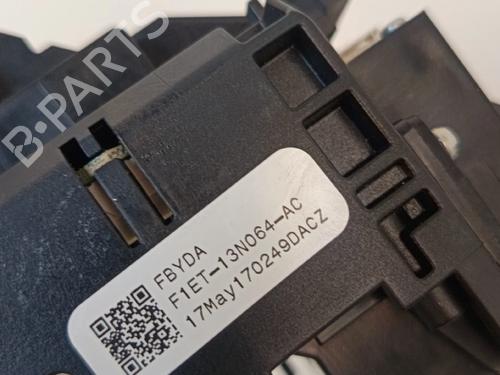 B-PARTS
FBYDA
F1ET-13N064-AC
17May170249DACZ